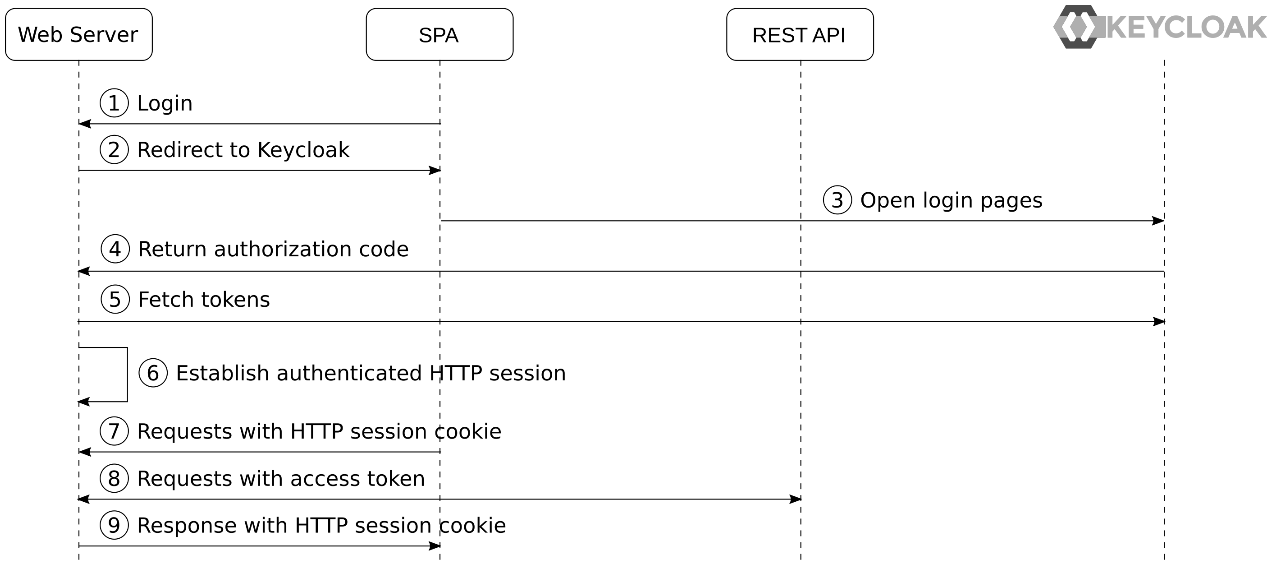 Web Server
SPA
REST API
KEYCLOAK
1 Login
2 Redirect to Keycloak
3 Open login pages
4 Return authorization code
5 Fetch tokens
6 Establish authenticated HTTP session
7 Requests with HTTP session cookie
8 Requests with access token
9 Response with HTTP session cookie